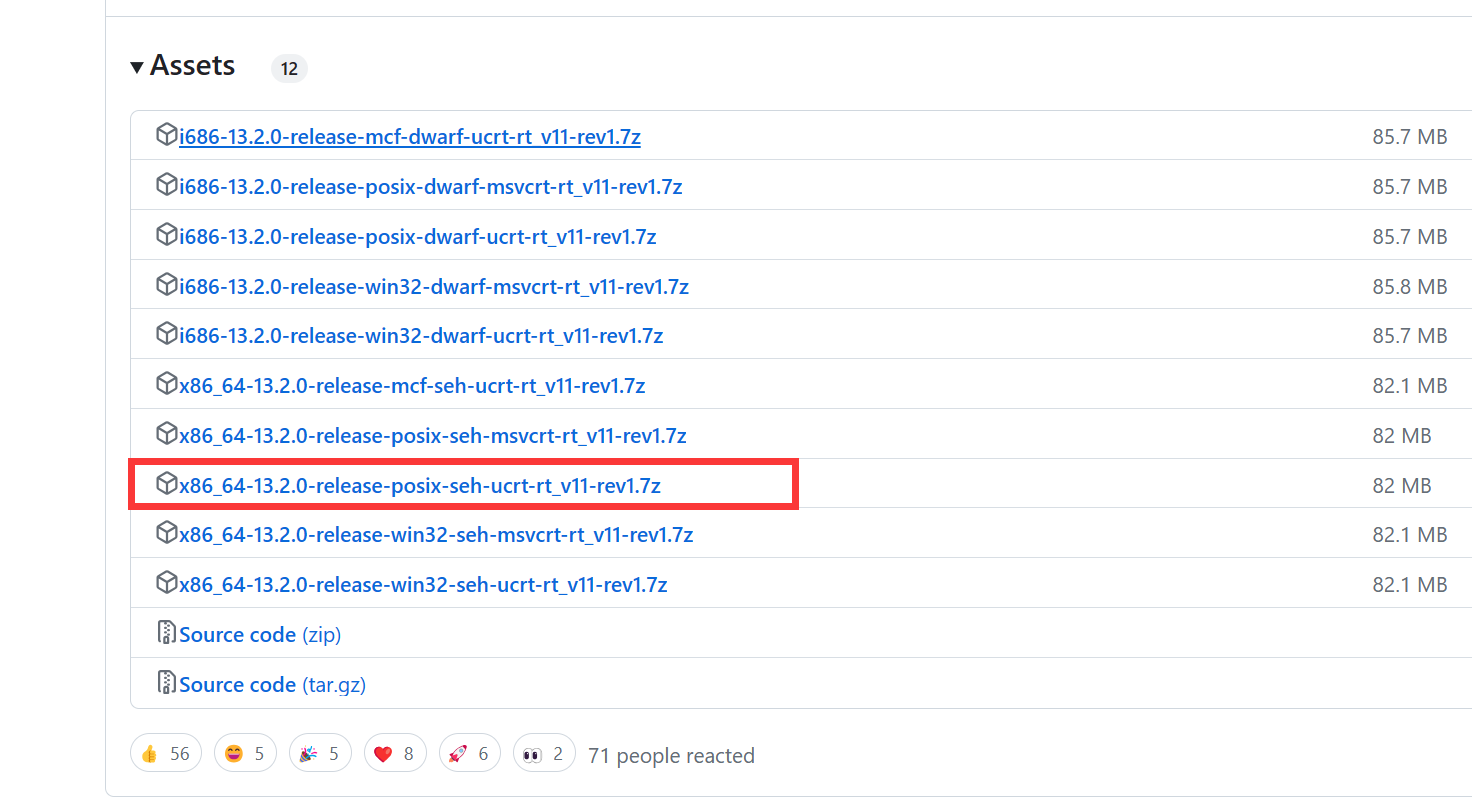 Assets 12
i686-13.2.0-release-mcf-dwarf-ucrt-rt_v11-rev1.7z 85.7 MB
i686-13.2.0-release-posix-dwarf-msvcrt-rt_v11-rev1.7z 85.7 MB
i686-13.2.0-release-posix-dwarf-ucrt-rt_v11-rev1.7z 85.7 MB
i686-13.2.0-release-win32-dwarf-msvcrt-rt_v11-rev1.7z 85.8 MB
i686-13.2.0-release-win32-dwarf-ucrt-rt_v11-rev1.7z 85.7 MB
x86_64-13.2.0-release-mcf-seh-ucrt-rt_v11-rev1.7z 82.1 MB
x86_64-13.2.0-release-posix-seh-msvcrt-rt_v11-rev1.7z 82 MB
x86_64-13.2.0-release-posix-seh-ucrt-rt_v11-rev1.7z 82 MB
x86_64-13.2.0-release-win32-seh-msvcrt-rt_v11-rev1.7z 82.1 MB
x86_64-13.2.0-release-win32-seh-ucrt-rt_v11-rev1.7z 82.1 MB
Source code (zip)
Source code (tar.gz)
56 5 5 8 6 2 71 people reacted